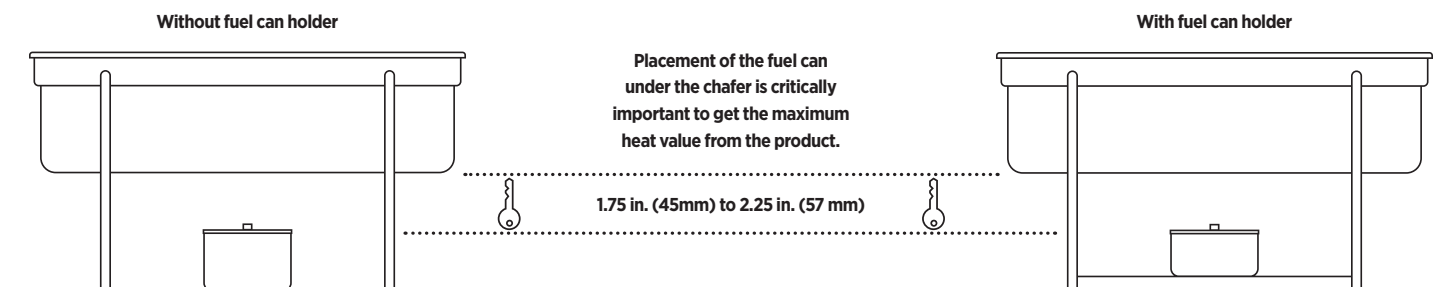 Without fuel can holder
With fuel can holder
Placement of the fuel can
under the chafer is critically
important to get the maximum
heat value from the product.
1.75 in. (45mm) to 2.25 in. (57 mm)